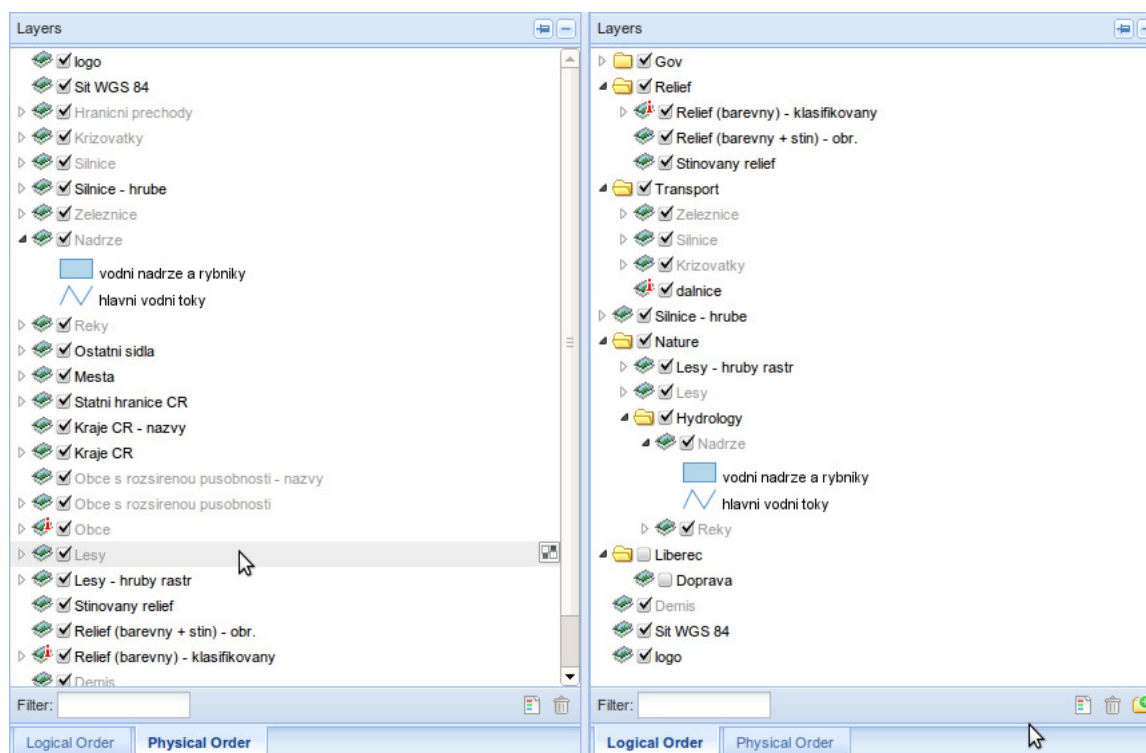 Layers
logo
Sit WGS 84
Hranicni prechody
Krizovatky
Silnice
Silnice - hrube
Zeleznice
Nadrze
vodni nadrze a rybniky
hlavni vodni toky
Reky
Ostatni sidla
Mesta
Statni hranice CR
Kraje CR - nazvy
Kraje CR
Obce s rozsirenou pusobnosti - nazvy
Obce s rozsirenou pusobnosti
Obce
Lesy
Lesy - hruby rastr
Stinovany relief
Relief (barevny + stin) - obr.
Relief (barevny) - klasifikovany
Demis
Filter:
Logical Order Physical Order
Layers
Gov
Relief
Relief (barevny) - klasifikovany
Relief (barevny + stin) - obr.
Stinovany relief
Transport
Zeleznice
Silnice
Krizovatky
dalnice
Silnice - hrube
Nature
Lesy - hruby rastr
Lesy
Hydrology
Nadrze
vodni nadrze a rybniky
hlavni vodni toky
Reky
Liberec
Doprava
Demis
Sit WGS 84
logo
Filter:
Logical Order Physical Order